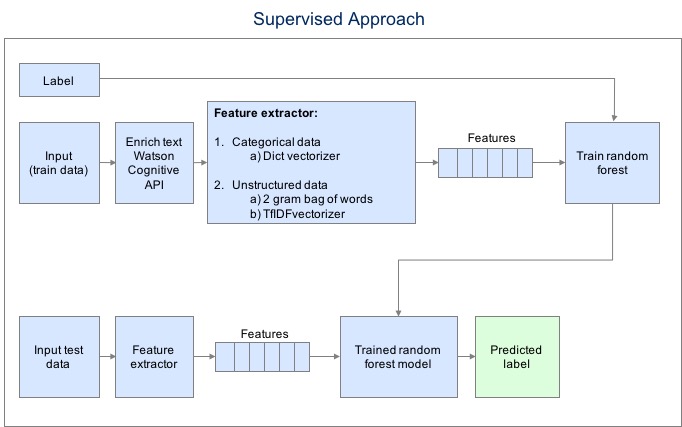 Supervised Approach
Label
Input
(train data)
Enrich text
Watson
Cognitive
API
Feature extractor:
1. Categorical data
a) Dict vectorizer
2. Unstructured data
a) 2 gram bag of words
b) TfIDFvectorizer
Features
Train random
forest
Input test
data
Feature
extractor
Features
Trained random
forest model
Predicted
label